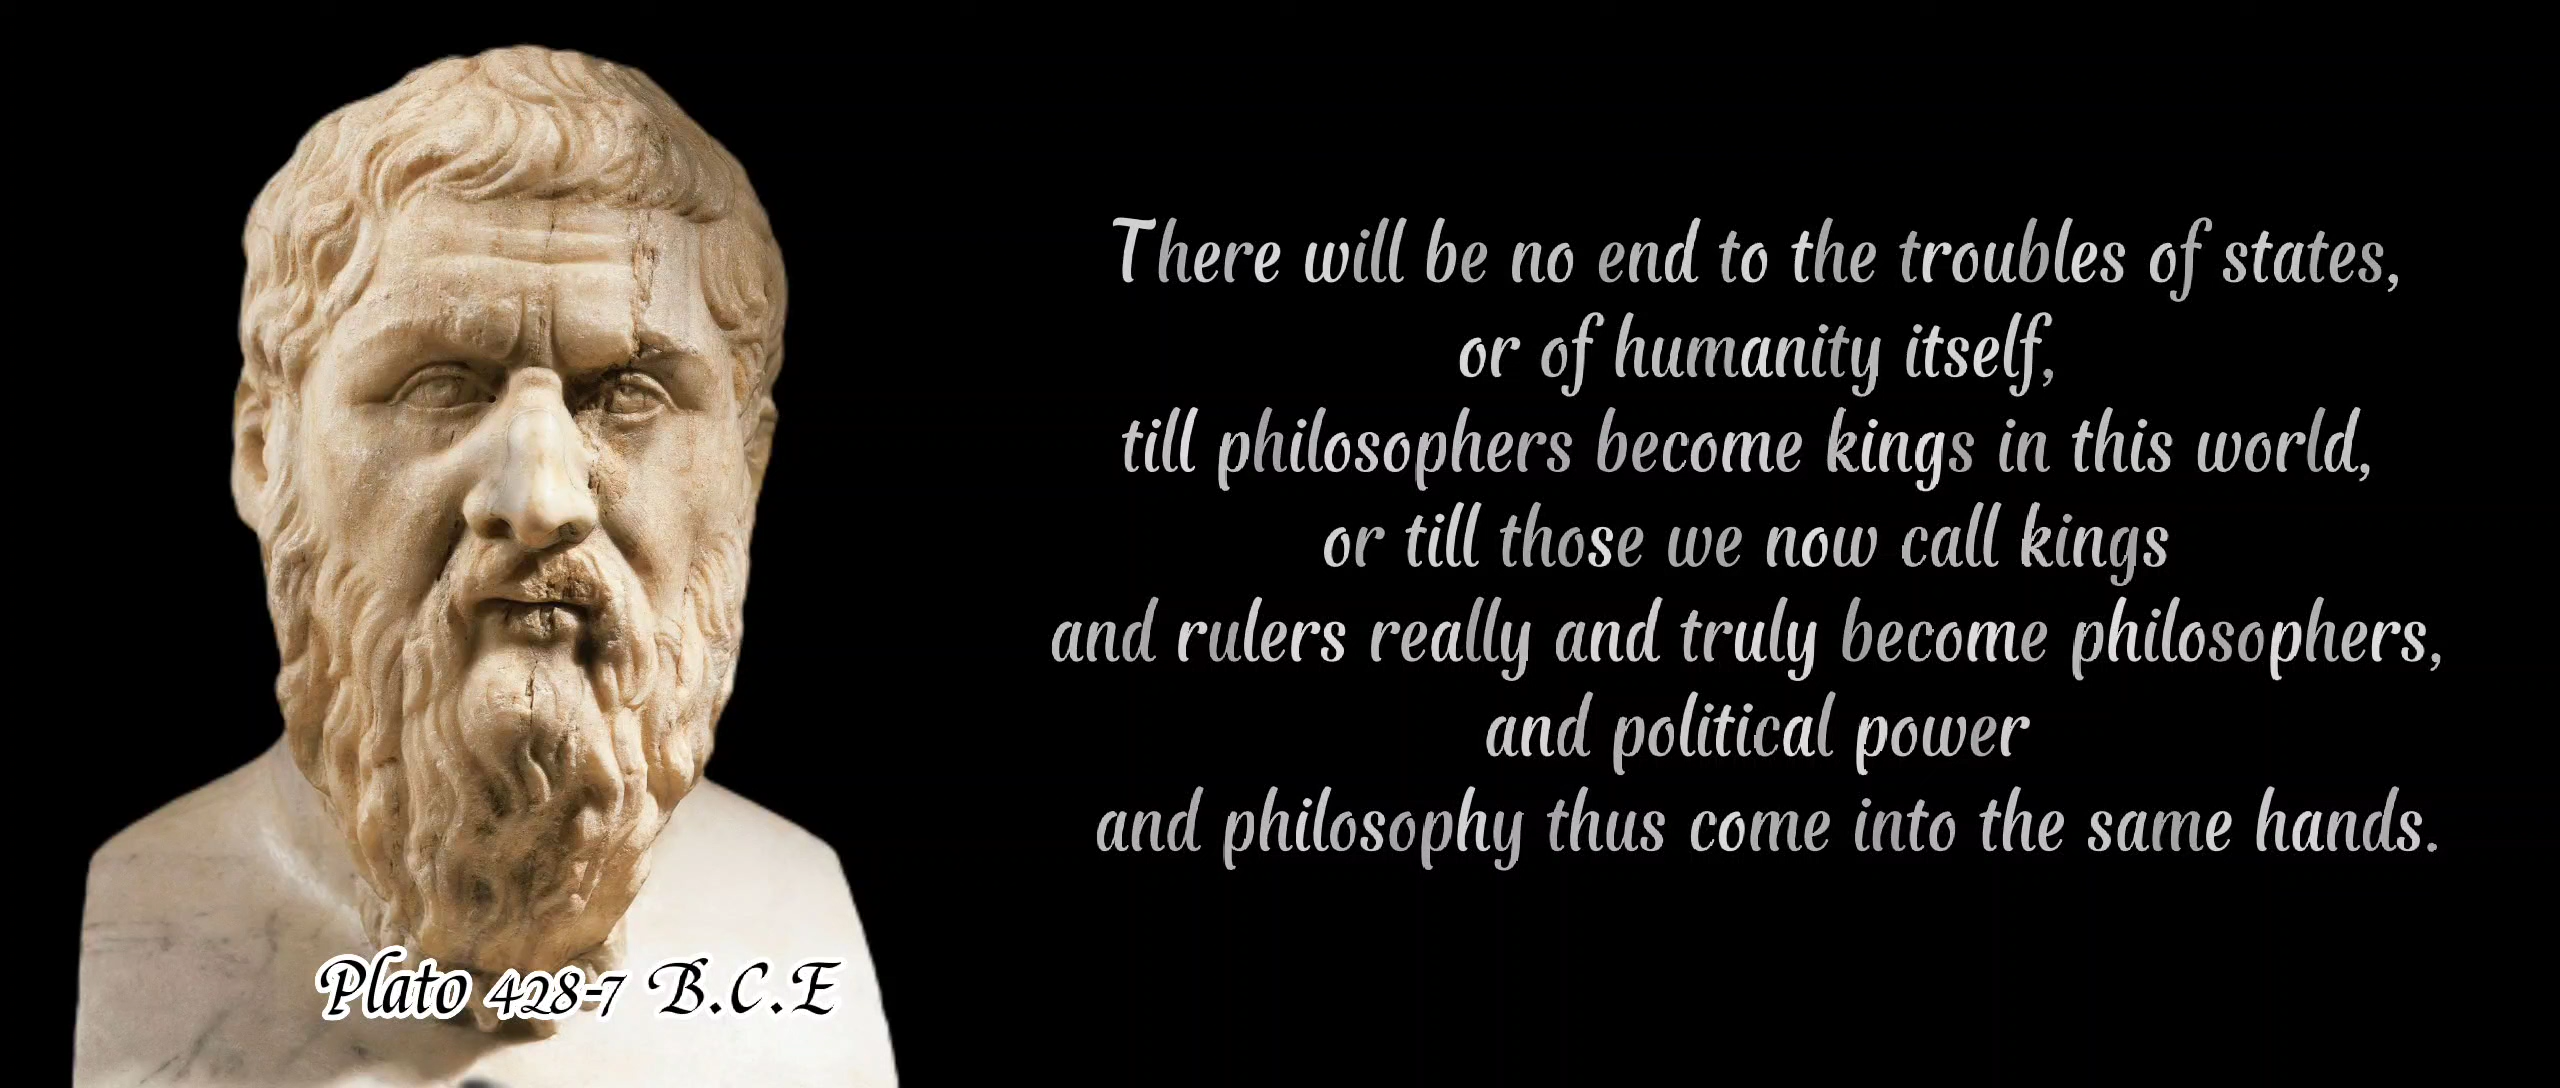 There will be no end to the troubles of states,
or of humanity itself,
till philosophers become kings in this world,
or till those we now call kings
and rulers really and truly become philosophers,
and political power
and philosophy thus come into the same hands.
Plato 428-7 B.C.E